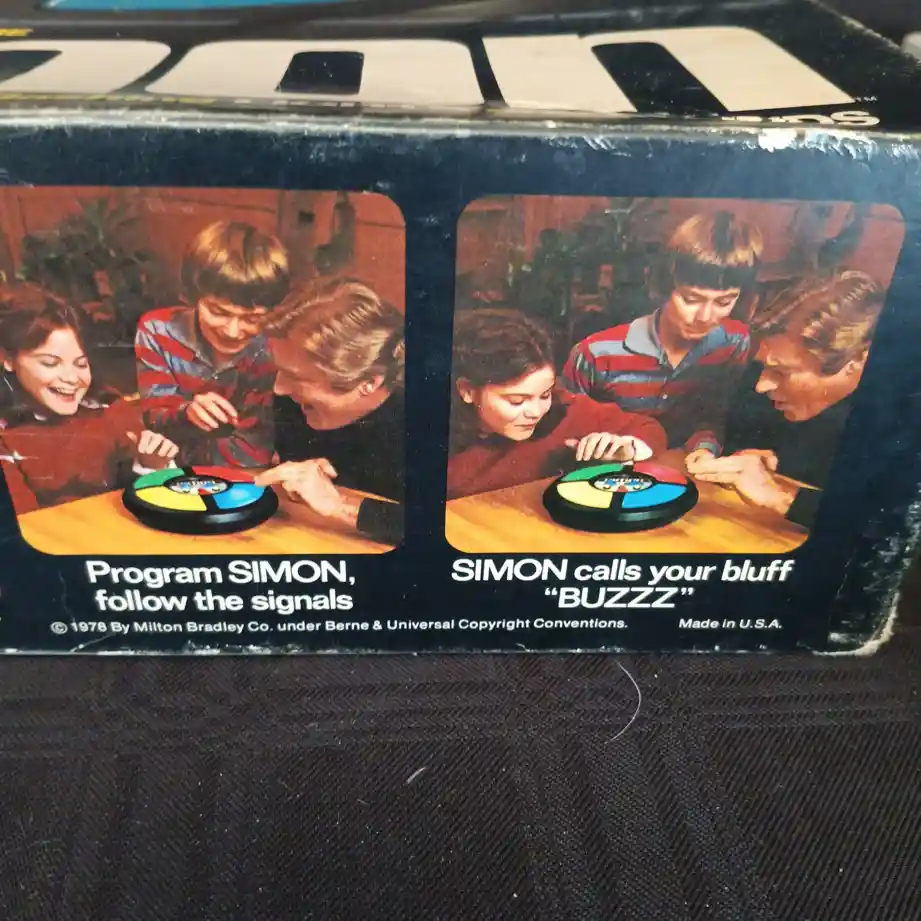 Program SIMON,
follow the signals
SIMON calls your bluff
“BUZZZ”
© 1978 By Milton Bradley Co. under Berne & Universal Copyright Conventions.
Made in U.S.A.